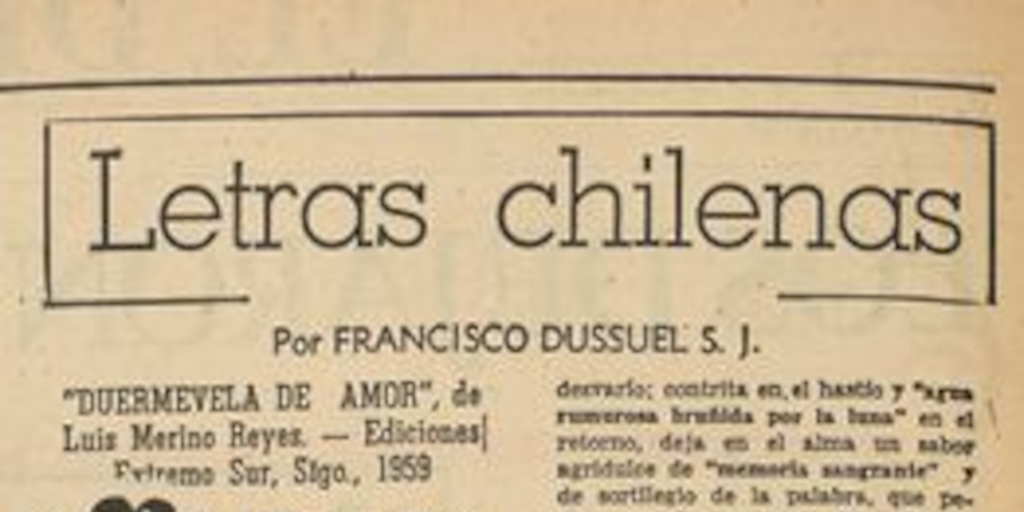 Letras chilenas
Por FRANCISCO DUSSUEL S. J.
"DUERMEVELA DE AMOR", de
Luis Merino Reyes. — Ediciones
Extremo Sur, Stgo., 1959
desvarío; contrita en el hastío y "agua
rumurosa bruñida por la luna" en el
retorno, deja en el alma un sabor
agridulce de "memoria sangrante" y
de sortilegio de la palabra, que pe-